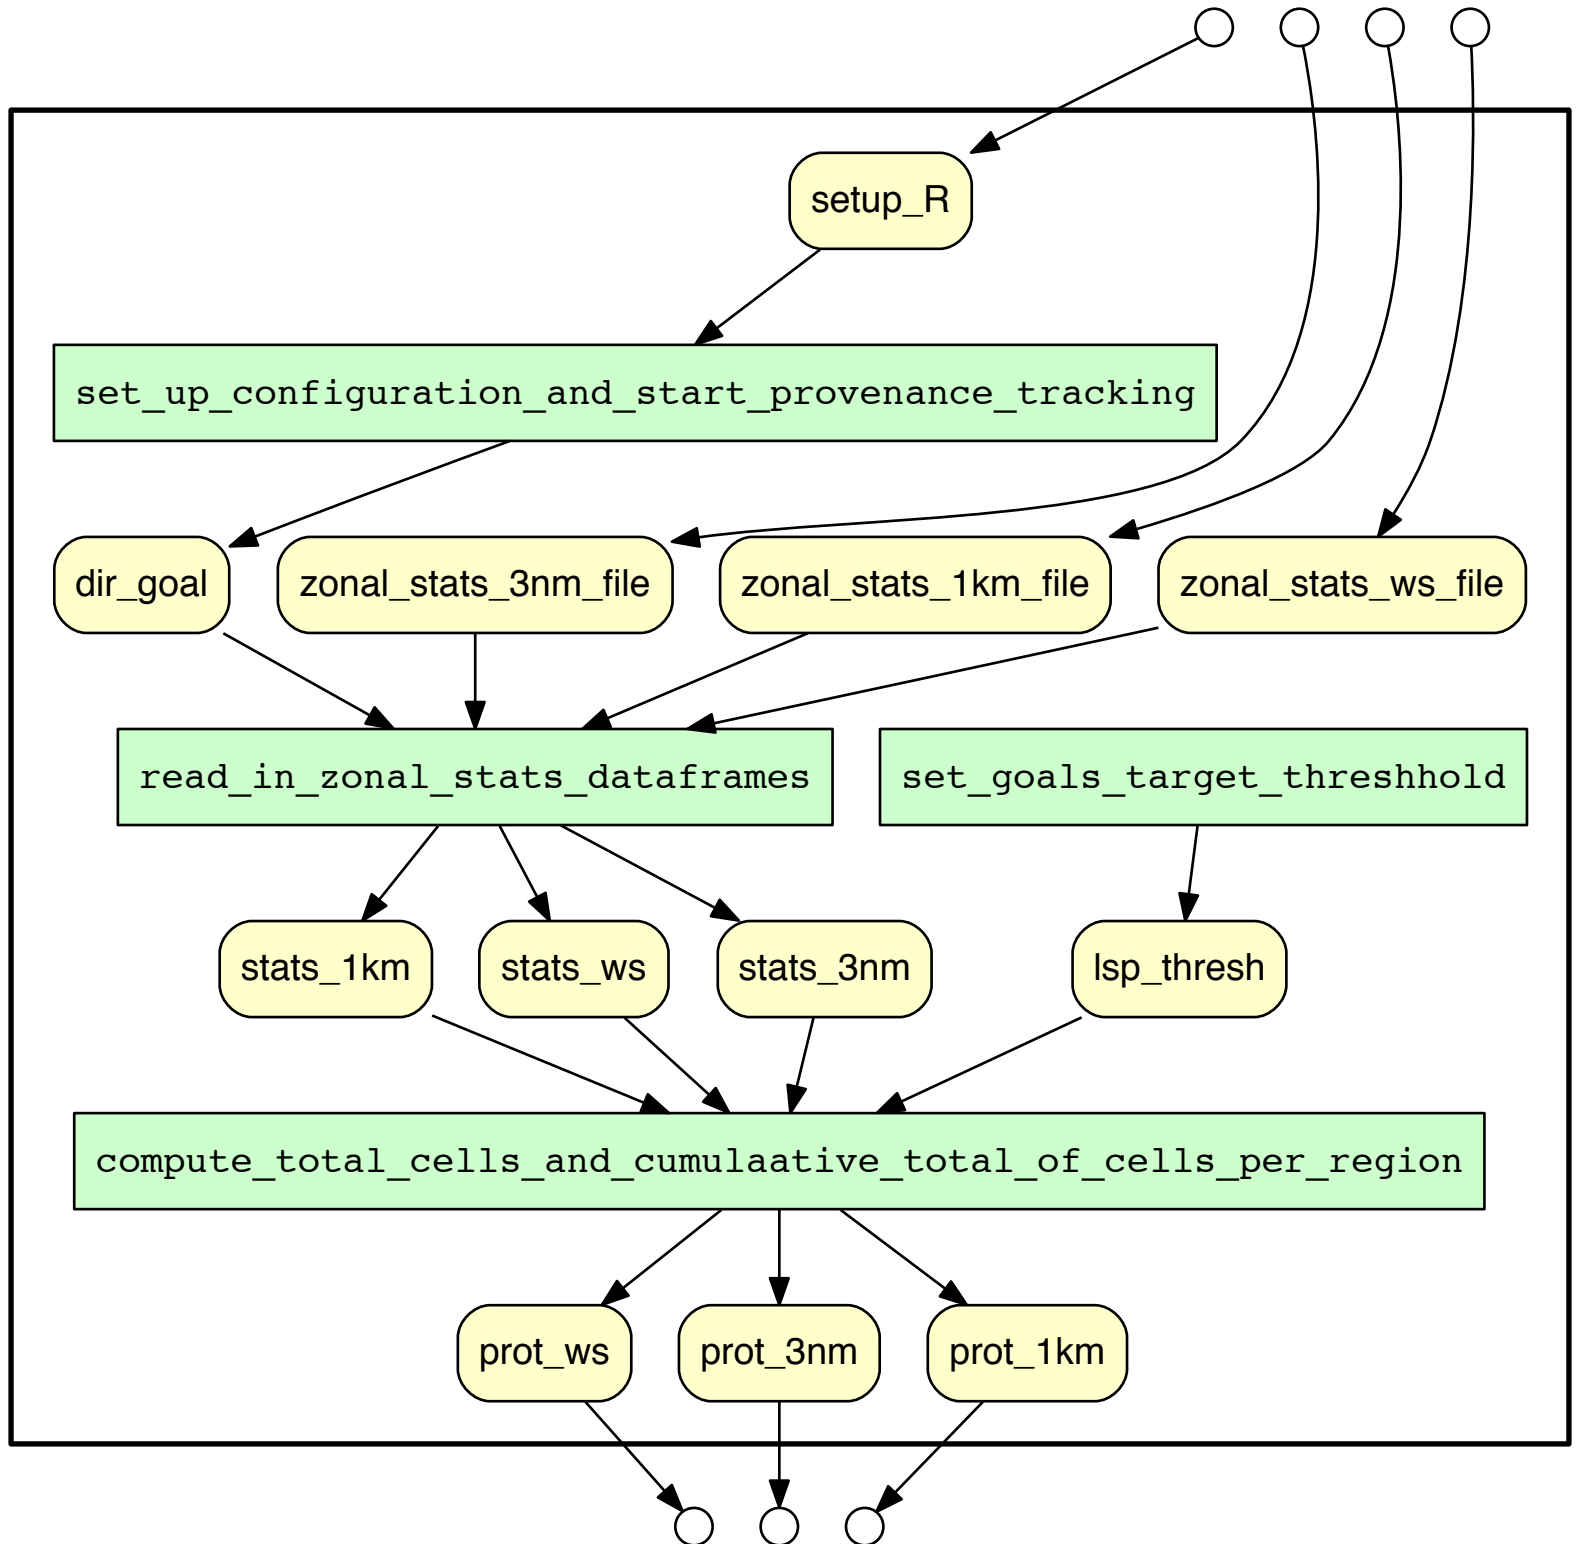 setup_R
set_up_configuration_and_start_provenance_tracking
dir_goal
zonal_stats_3nm_file
zonal_stats_1km_file
zonal_stats_ws_file
read_in_zonal_stats_dataframes
set_goals_target_threshhold
stats_1km
stats_ws
stats_3nm
lsp_thresh
compute_total_cells_and_cumulaative_total_of_cells_per_region
prot_ws
prot_3nm
prot_1km